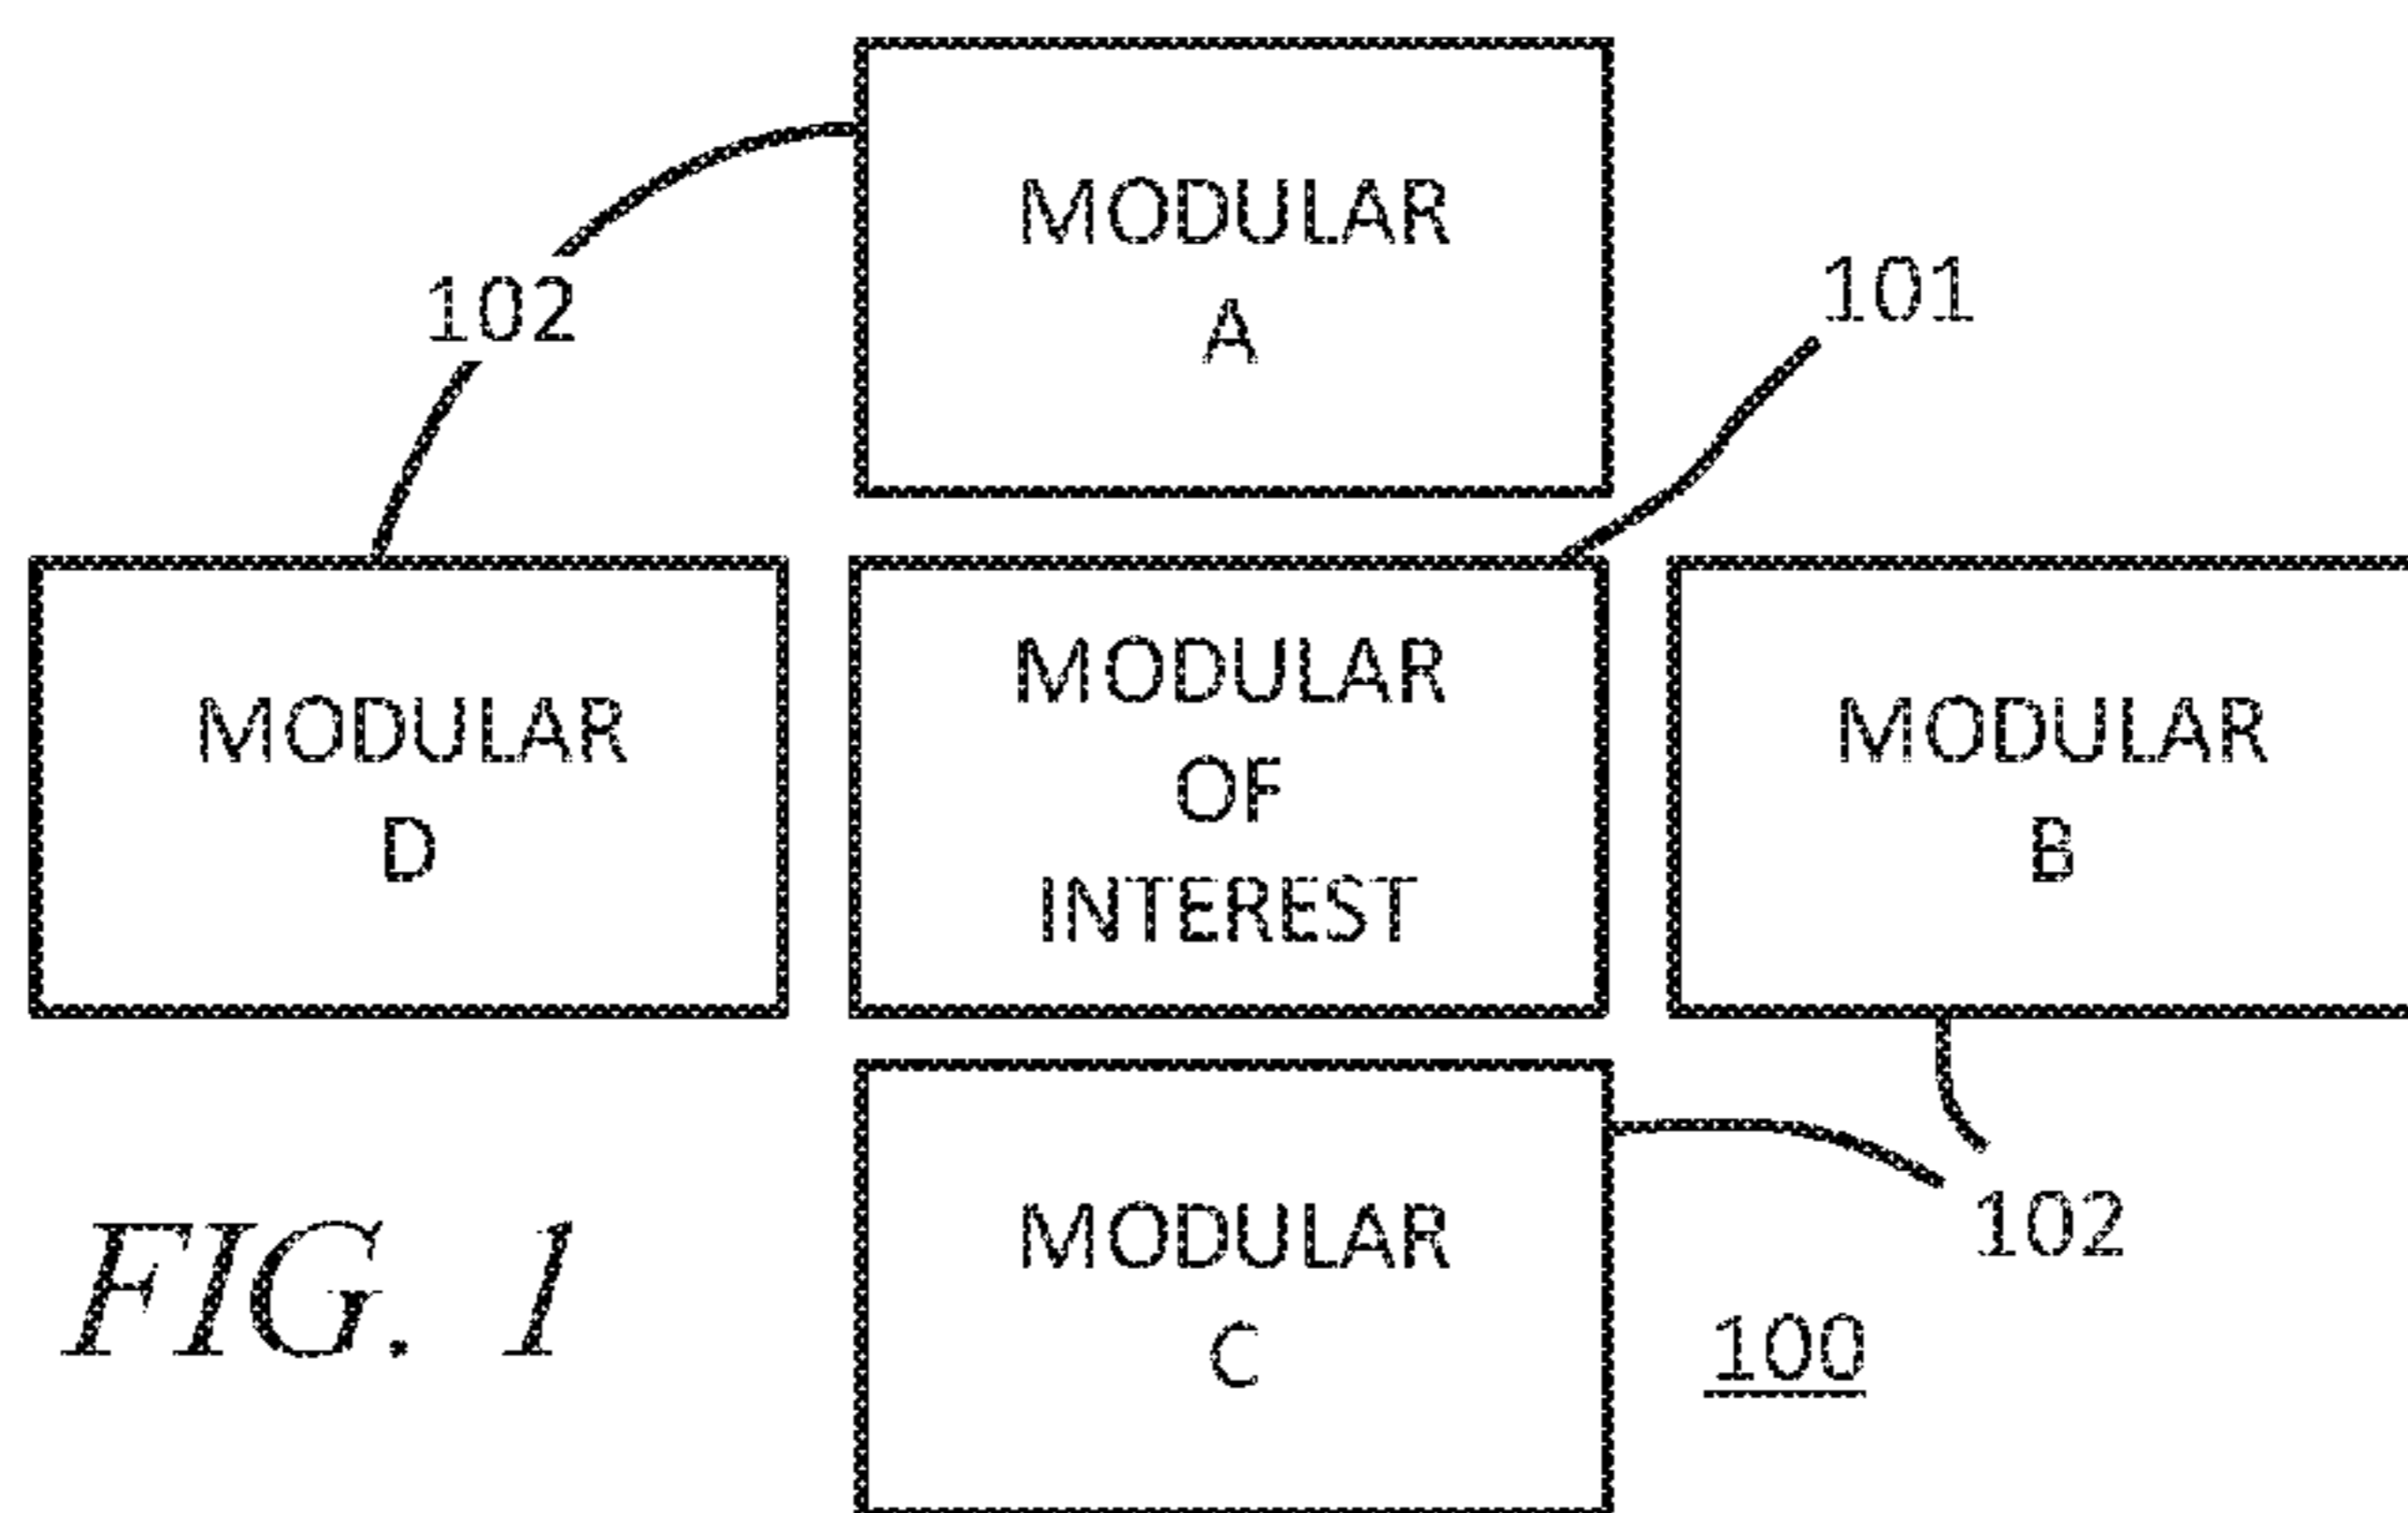 MODULAR
A
102
101
MODULAR
D
MODULAR
OF
INTEREST
MODULAR
B
MODULAR
C
102
100
FIG. 1